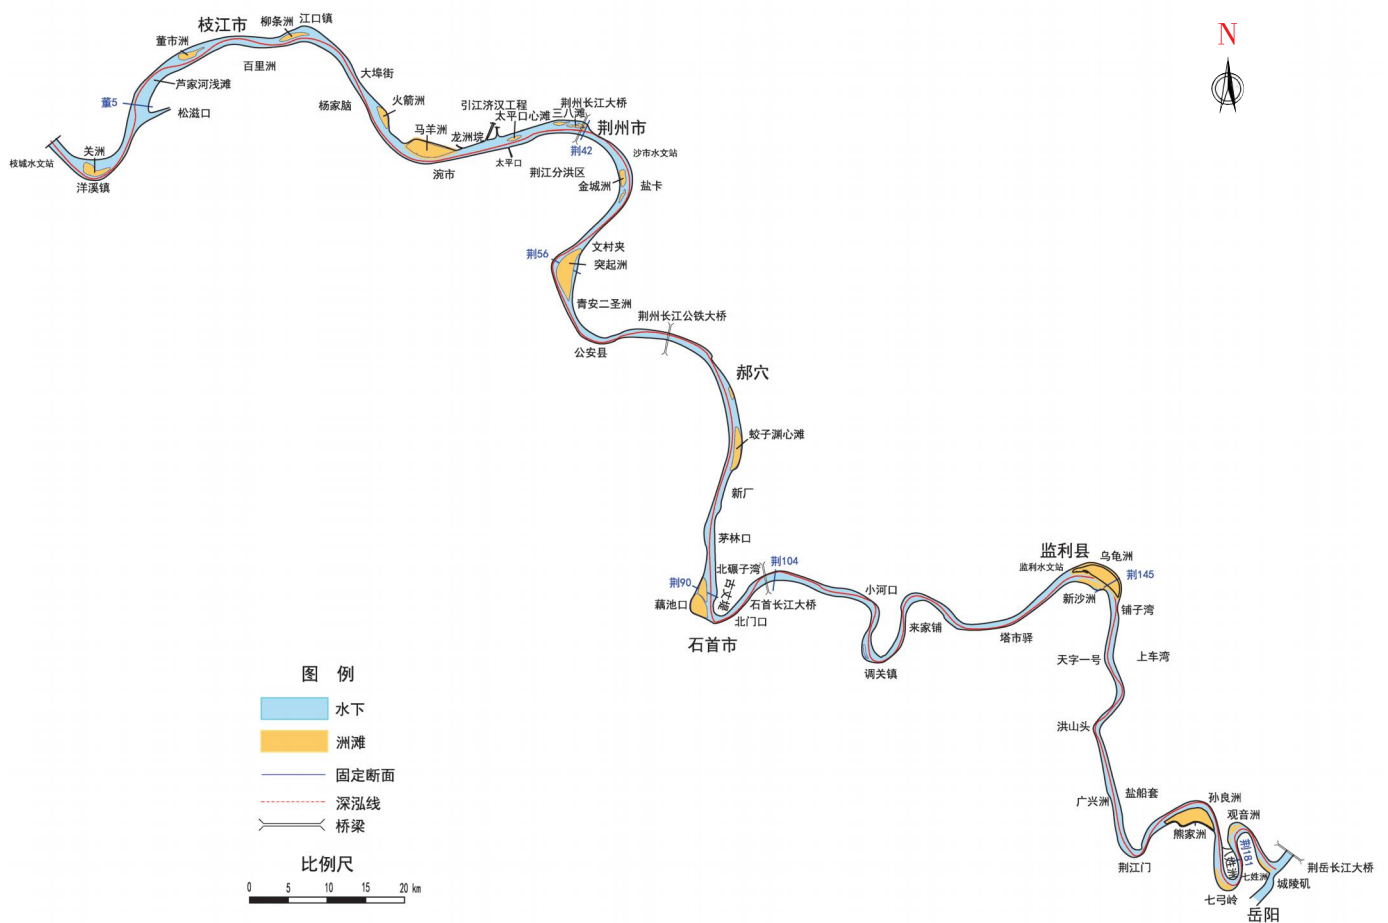 枝江市
柳条洲
江口镇
董市洲
百里洲
芦家河浅滩
董5
松滋口
关洲
枝城水文站
洋溪镇
大埠街
杨家脑
火箭洲
马羊洲
涴市
龙洲垸
引江济汉工程
太平口心滩
三八滩
荆州长江大桥
荆州市
荆42
太平口
沙市水文站
荆江分洪区
金城洲
盐卡
荆56
文村夹
突起洲
青安二圣洲
荆州长江公铁大桥
公安县
郝穴
蛟子渊心滩
新厂
茅林口
北碾子湾
荆104
荆90
古丈堤
藕池口
石首长江大桥
北门口
石首市
小河口
调关镇
来家铺
塔市驿
监利县
乌龟洲
监利水文站
荆145
新沙洲
铺子湾
天字一号
上车湾
洪山头
广兴洲
盐船套
荆江门
孙良洲
熊家洲
观音洲
荆181
八姓洲
七姓洲
七弓岭
荆岳长江大桥
城陵矶
岳阳
N
图 例
水下
洲滩
固定断面
深泓线
桥梁
比例尺
0 5 10 15 20 km